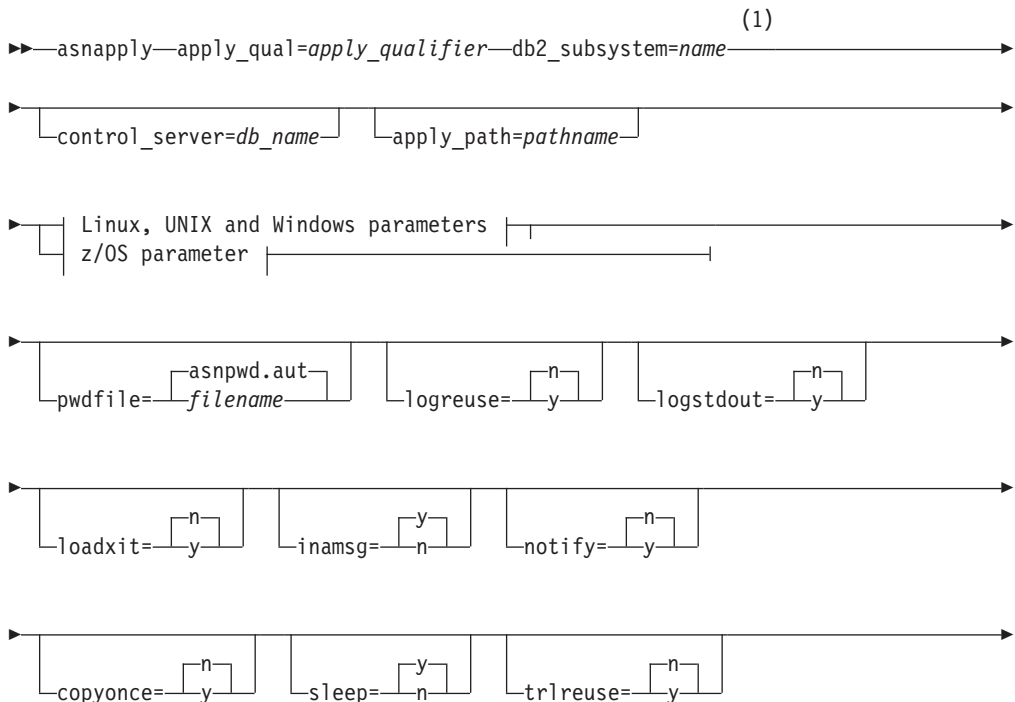 (1)
asnapply apply_qual=apply_qualifier db2_subsystem=name
control_server=db_name apply_path=pathname
Linux, UNIX and Windows parameters
z/OS parameter
asnpwd.aut n n
pwdfile= filename logreuse= y logstdout= y
n y n
loadxit= y inamsg= n notify= y
n y n
copyonce= y sleep= n trlreuse= y